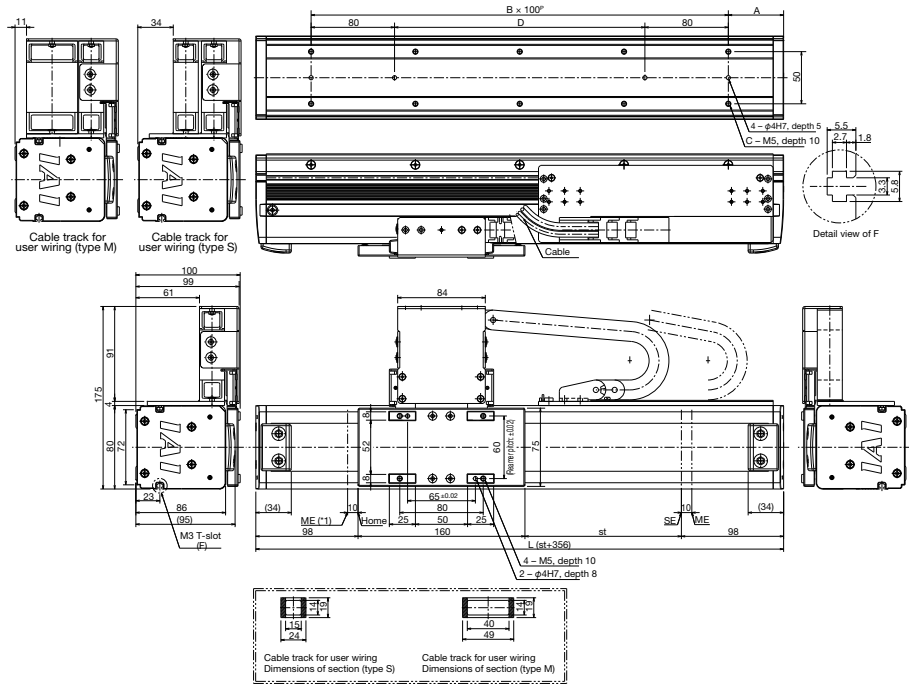 11
34
B × 100P
A
80
D
80
50
4 – φ4H7, depth 5
C – M5, depth 10
5.5
2.7
1.8
3.3
5.8
Detail view of F
IAI
IAI
Cable track for
user wiring (type M)
Cable track for
user wiring (type S)
Cable
100
99
61
84
175
91
4
80
72
IAI
23
86
(95)
M3 T-slot
(F)
8
52
8
60
(Reamer pitch: ±0.02)
75
65 ±0.02
80
(34)
10
25
50
25
10
(34)
ME (*1)
Home
SE
ME
98
160
st
98
L (st+356)
4 – M5, depth 10
2 – φ4H7, depth 8
IAI
14
19
15
24
14
19
40
49
Cable track for user wiring
Dimensions of section (type S)
Cable track for user wiring
Dimensions of section (type M)